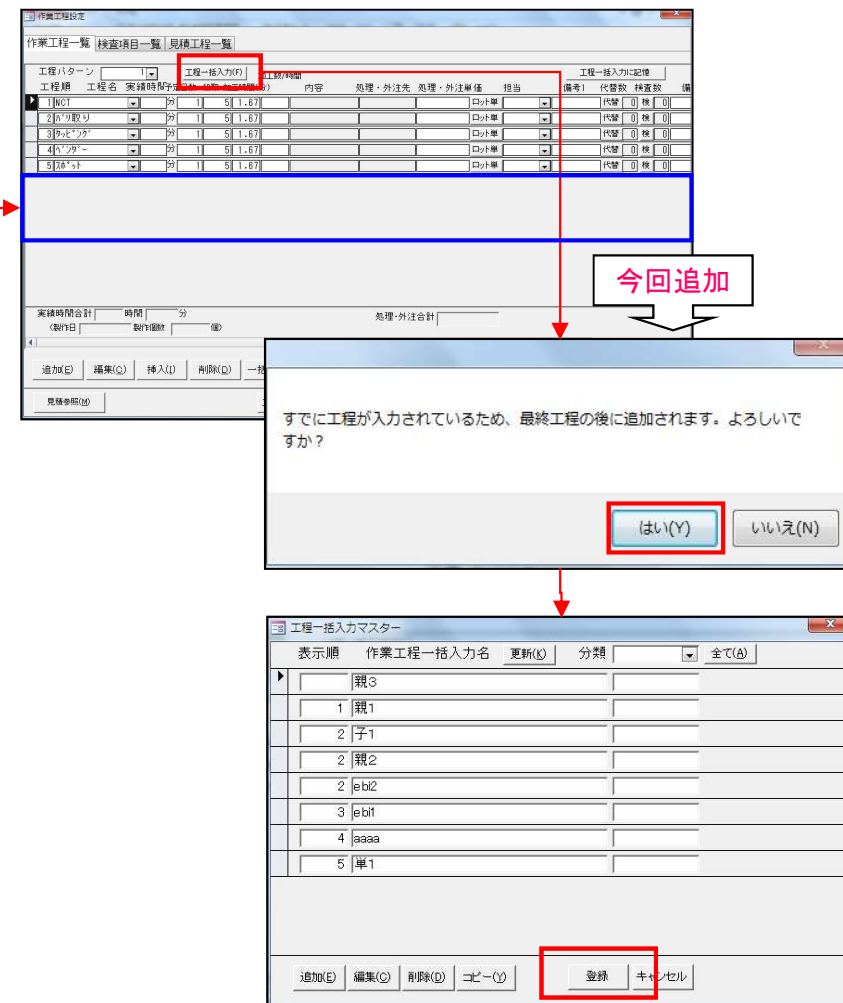 作業工程設定
作業工程一覧 検査項目一覧 見積工程一覧
工程パターン 1 工程一括入力(F) 工程一括入力に記憶
工程順 工程名 実績時間 内容 処理・外注先 処理・外注単価 担当 備考1 代替数 検査数 備
1 NCT 分 1 5 1.67 ロット単 代替 0 検 0
2 バリ取り 分 1 5 1.67 ロット単 代替 0 検 0
3 タッピング 分 1 5 1.67 ロット単 代替 0 検 0
4 ベンダー 分 1 5 1.67 ロット単 代替 0 検 0
5 スポット 分 1 5 1.67 ロット単 代替 0 検 0
今回追加
実績時間合計 時間 分 処理・外注合計
(製作日 製作個数 個)
追加(E) 編集(C) 挿入(I) 削除(D) 一括
見積参照(M)
すでに工程が入力されているため、最終工程の後に追加されます。よろしいで
すか?
はい(Y) いいえ(N)
工程一括入力マスター
表示順 作業工程一括入力名 更新(K) 分類 全て(A)
親3
1 親1
2 子1
2 親2
2 ebi2
3 ebi1
4 aaaa
5 単1
追加(E) 編集(C) 削除(D) コピー(Y) 登録 キャンセル